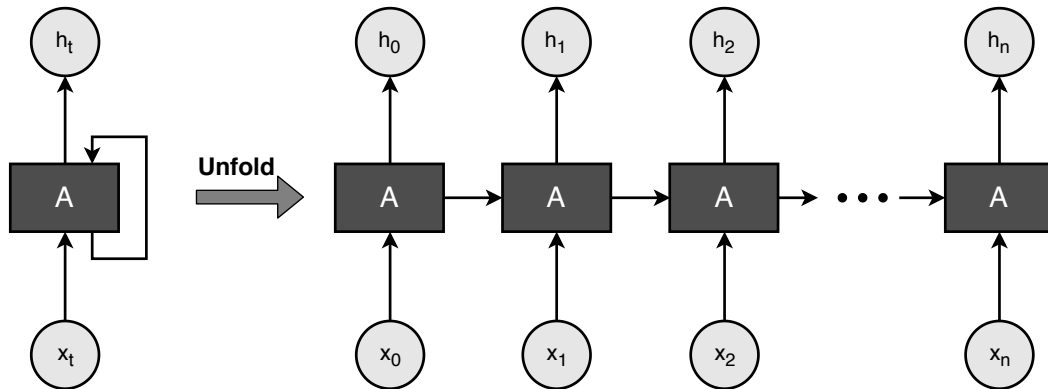 h_t h_0 h_1 h_2 h_n
Unfold
A A A A A
x_t x_0 x_1 x_2 x_n